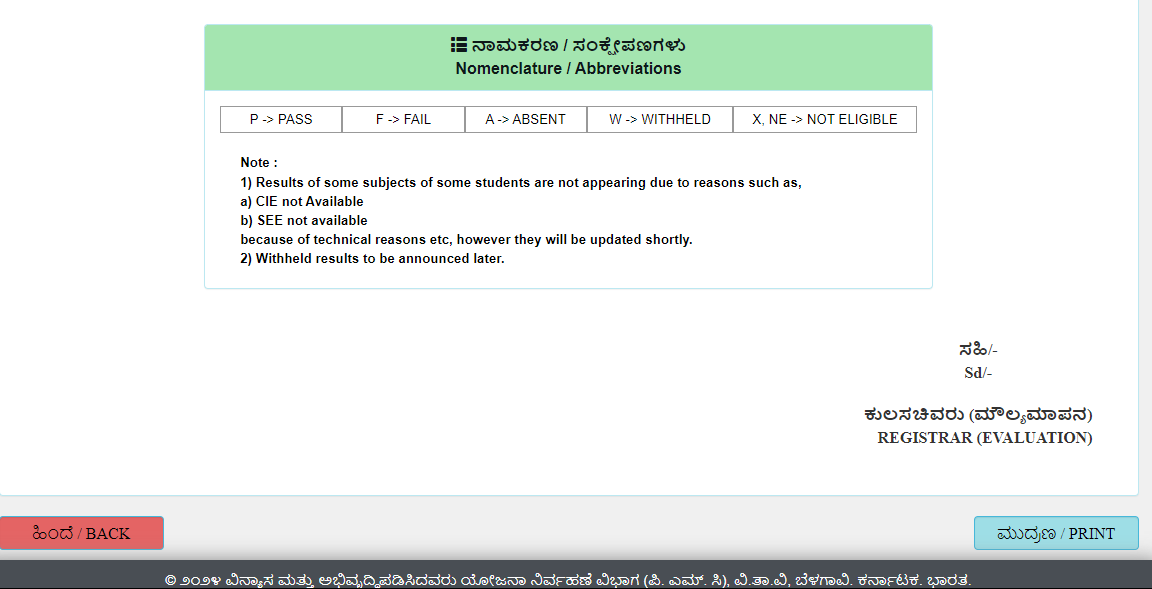 ನಾಮಕರಣ / ಸಂಕ್ಷೇಪಣಗಳು
Nomenclature / Abbreviations
P -> PASS F -> FAIL A -> ABSENT W -> WITHHELD X, NE -> NOT ELIGIBLE
Note :
1) Results of some subjects of some students are not appearing due to reasons such as,
a) CIE not Available
b) SEE not available
because of technical reasons etc, however they will be updated shortly.
2) Withheld results to be announced later.
ಸಹಿ/-
Sd/-
ಕುಲಸಚಿವರು (ಮೌಲ್ಯಮಾಪನ)
REGISTRAR (EVALUATION)
ಹಿಂದೆ / BACK
ಮುದ್ರಣ / PRINT
© ೨೦೨೪ ವಿನ್ಯಾಸ ಮತ್ತು ಅಭಿವೃದ್ಧಿಪಡಿಸಿದವರು ಯೋಜನಾ ನಿರ್ವಹಣೆ ವಿಭಾಗ (ಪಿ. ಎಮ್. ಸಿ), ವಿ.ತಾ.ವಿ, ಬೆಳಗಾವಿ. ಕರ್ನಾಟಕ. ಭಾರತ.